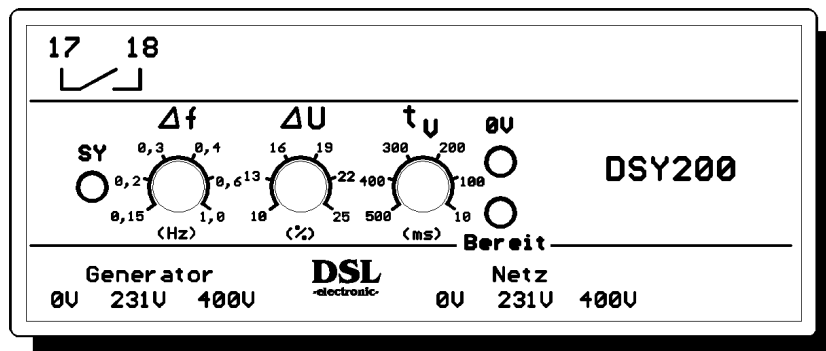 17 18
Δf ΔU tv 0V
SY 0,3 0,4 16 19 300 200
0,2 0,6 13 22 400 100
0,15 1,0 10 25 500 10
(Hz) (%) (ms)
Bereit
DSY200
Generator DSL Netz
-electronic-
0V 231V 400V 0V 231V 400V